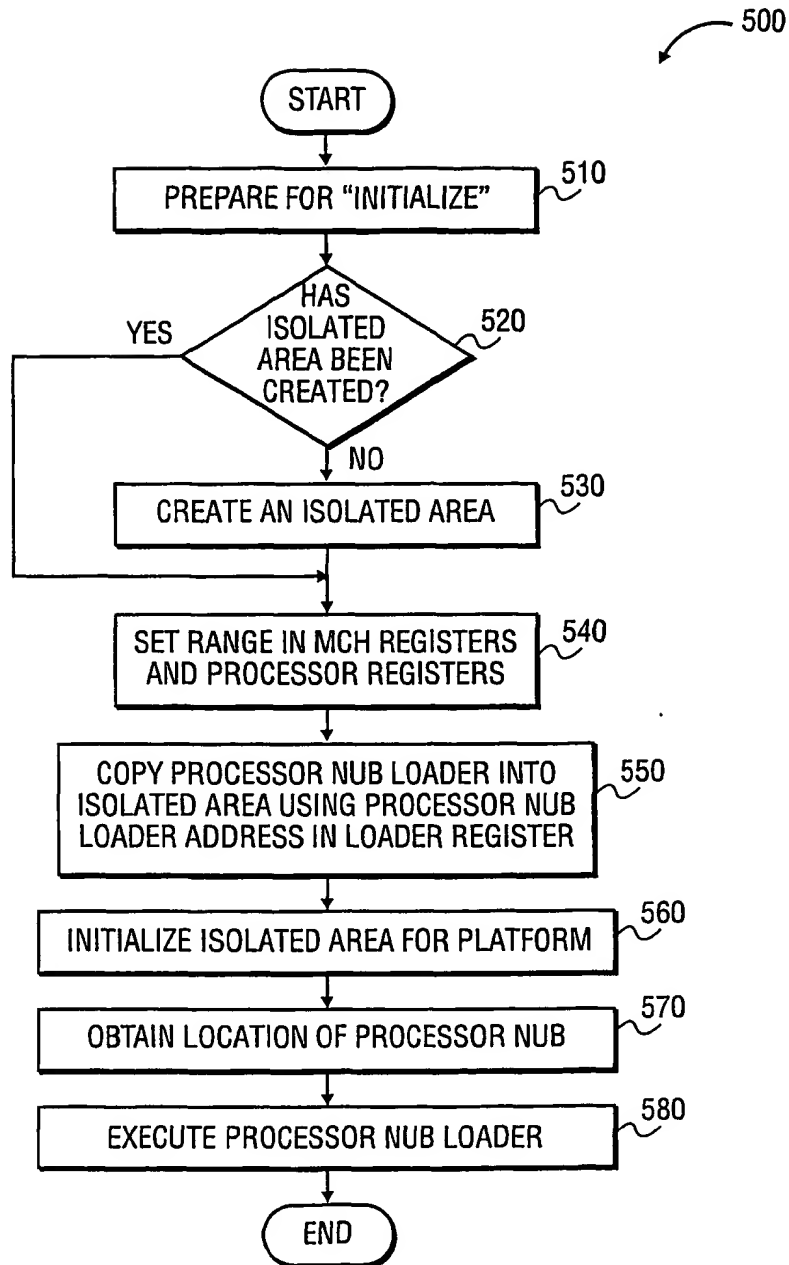 500
START
PREPARE FOR “INITIALIZE”
510
HAS
ISOLATED
AREA BEEN
CREATED?
520
YES
NO
CREATE AN ISOLATED AREA
530
SET RANGE IN MCH REGISTERS
AND PROCESSOR REGISTERS
540
COPY PROCESSOR NUB LOADER INTO
ISOLATED AREA USING PROCESSOR NUB
LOADER ADDRESS IN LOADER REGISTER
550
INITIALIZE ISOLATED AREA FOR PLATFORM
560
OBTAIN LOCATION OF PROCESSOR NUB
570
EXECUTE PROCESSOR NUB LOADER
580
END